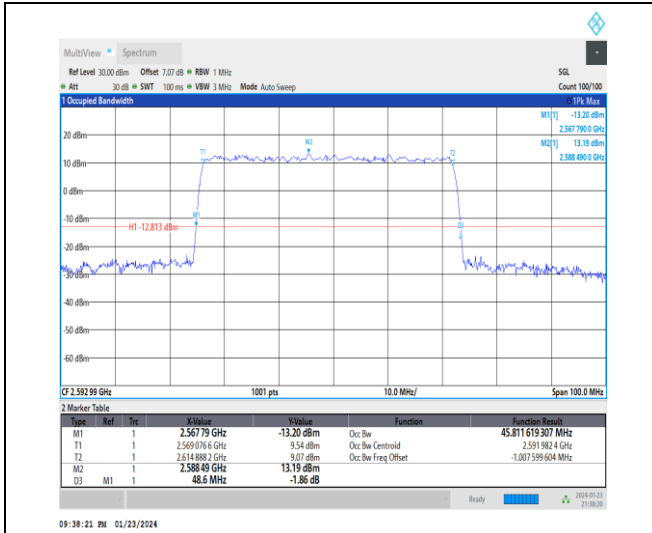 MultiView Spectrum
Ref Level 30.00 dBm Offset 7.07 dB RBW 1 MHz SGL
Att 30 dB SWT 100 ms VBW 3 MHz Mode Auto Sweep Count 100/100
1 Occupied Bandwidth 1Pk Max
M1[1] -13.20 dBm
2.567 790 0 GHz
M2[1] 13.19 dBm
2.588 490 0 GHz
20 dBm
M2
T1 T2
10 dBm
0 dBm
-10 dBm
M1
D3
H1 -12.813 dBm
-20 dBm
-30 dBm
-40 dBm
-50 dBm
-60 dBm
CF 2.592 99 GHz 1001 pts 10.0 MHz/ Span 100.0 MHz
2 Marker Table
Type Ref Trc X-Value Y-Value Function Function Result
M1 1 2.567 79 GHz -13.20 dBm Occ Bw 45.811 619 307 MHz
T1 1 2.569 076 6 GHz 9.54 dBm Occ Bw Centroid 2.591 982 4 GHz
T2 1 2.614 888 2 GHz 9.07 dBm Occ Bw Freq Offset -1.007 599 604 MHz
M2 1 2.588 49 GHz 13.19 dBm
D3 M1 1 48.6 MHz -1.86 dB
Ready 2024-01-23
21:38:20
09:38:21 PM 01/23/2024